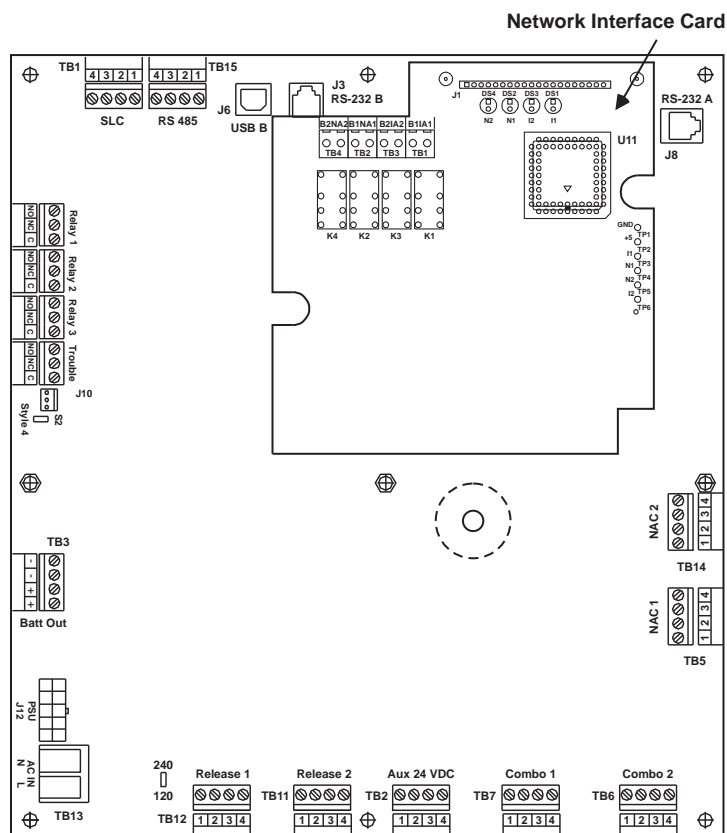 Network Interface Card
TB1
4 3 2 1
SLC
4 3 2 1
TB15
RS 485
J6
USB B
J3
RS-232 B
J1
DS4 DS2 DS3 DS1
N2 N1 I2 I1
RS-232 A
J8
U11
B2NA2 B1NA1 B2IA2 B1IA1
TB4 TB2 TB3 TB1
K4 K2 K3 K1
GND
TP1
+5
TP2
I1
TP3
N1
TP4
N2
TP5
I2
TP6
NO NC C
Relay 1
NO NC C
Relay 2
NO NC C
Relay 3
NO NC C
Trouble
J10
S2
Style 4
TB3
- - + +
Batt Out
NAC 2
1 2 3 4
TB14
NAC 1
1 2 3 4
TB5
PSU
J12
AC IN
N L
TB13
240
120
Release 1
TB12
1 2 3 4
Release 2
TB11
1 2 3 4
Aux 24 VDC
TB2
1 2 3 4
Combo 1
TB7
1 2 3 4
Combo 2
TB6
1 2 3 4